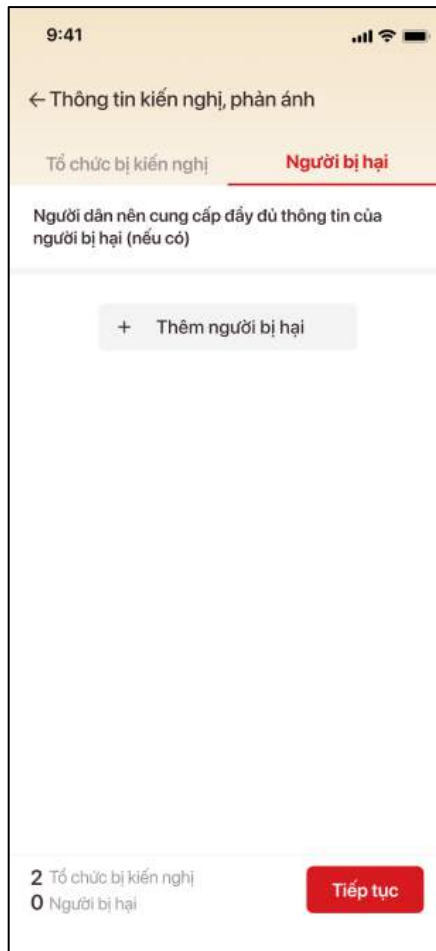 9:41
← Thông tin kiến nghị, phản ánh
Tổ chức bị kiến nghị
Người bị hại
Người dân nên cung cấp đầy đủ thông tin của
người bị hại (nếu có)
+ Thêm người bị hại
2 Tổ chức bị kiến nghị
0 Người bị hại
Tiếp tục